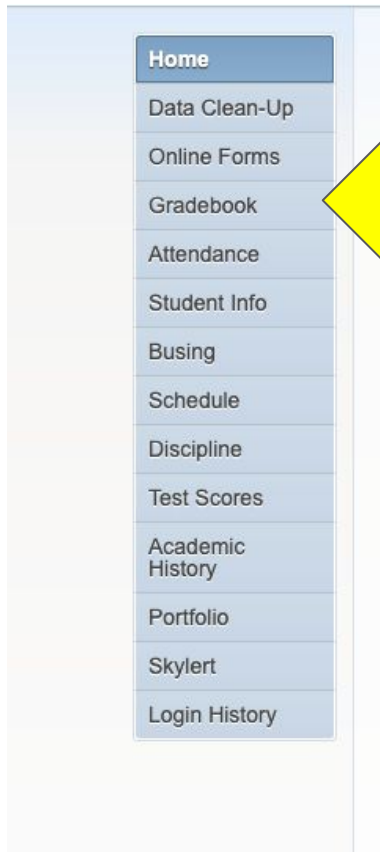 Home
Data Clean-Up
Online Forms
Gradebook
Attendance
Student Info
Busing
Schedule
Discipline
Test Scores
Academic
History
Portfolio
Skylert
Login History